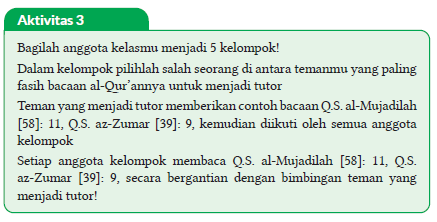 Aktivitas 3
Bagilah anggota kelasmu menjadi 5 kelompok!
Dalam kelompok pilihlah salah seorang di antara temanmu yang paling
fasih bacaan al-Qur'annya untuk menjadi tutor
Teman yang menjadi tutor memberikan contoh bacaan Q.S. al-Mujadilah
[58]: 11, Q.S. az-Zumar [39]: 9, kemudian diikuti oleh semua anggota
kelompok
Setiap anggota kelompok membaca Q.S. al-Mujadilah [58]: 11, Q.S.
az-Zumar [39]: 9, secara bergantian dengan bimbingan teman yang
menjadi tutor!